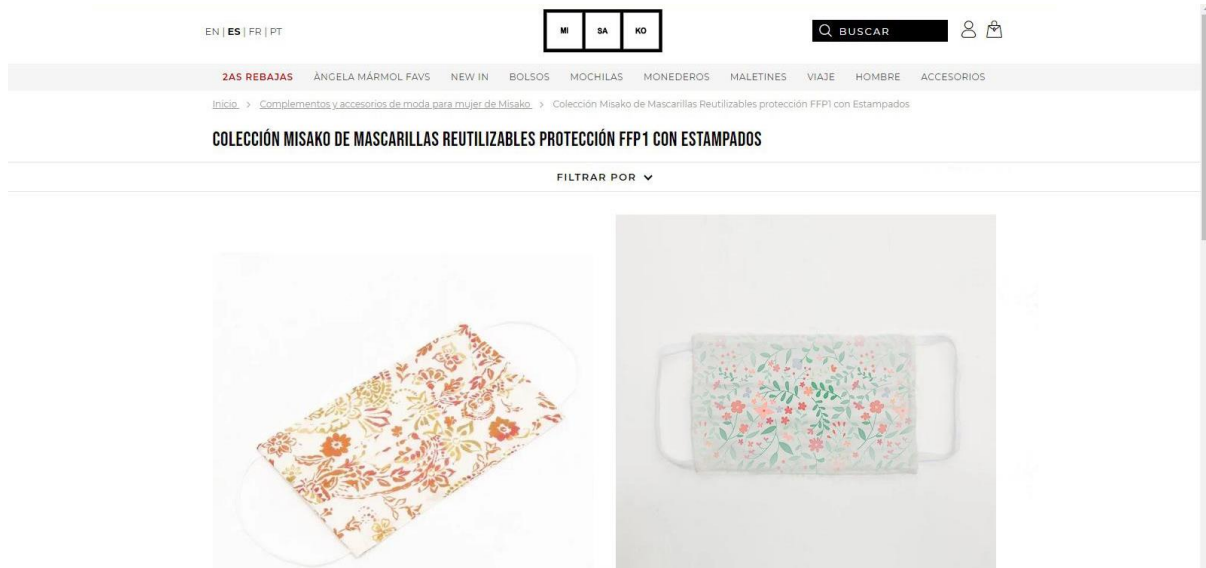 EN | ES | FR | PT
MI SA KO
BUSCAR
2AS REBAJAS ÀNGELA MÁRMOL FAVS NEW IN BOLSOS MOCHILAS MONEDEROS MALETINES VIAJE HOMBRE ACCESORIOS
Inicio > Complementos y accesorios de moda para mujer de Misako > Colección Misako de Mascarillas Reutilizables protección FFP1 con Estampados
COLECCIÓN MISAKO DE MASCARILLAS REUTILIZABLES PROTECCIÓN FFP1 CON ESTAMPADOS
FILTRAR POR